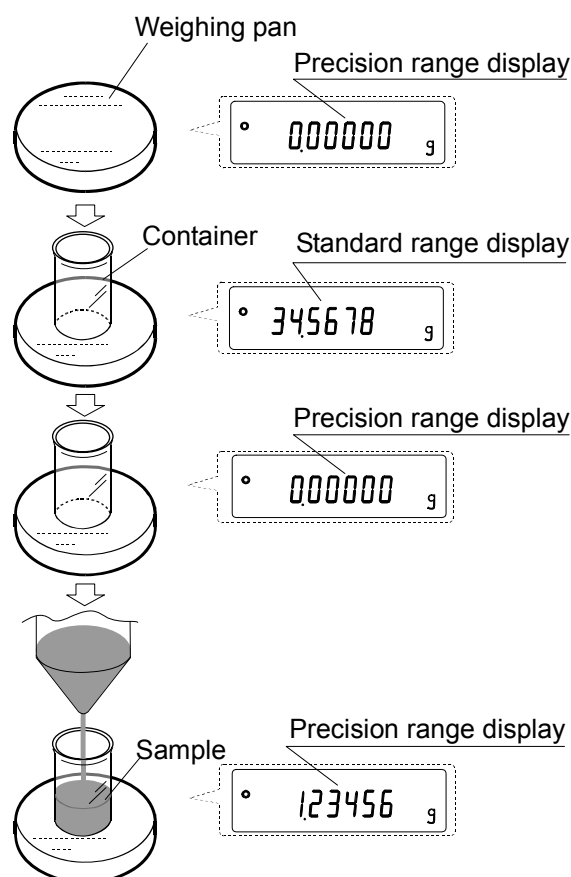 Weighing pan
Precision range display
0.00000 g
Container
Standard range display
34.5678 g
Precision range display
0.00000 g
Precision range display
Sample
1.23456 g